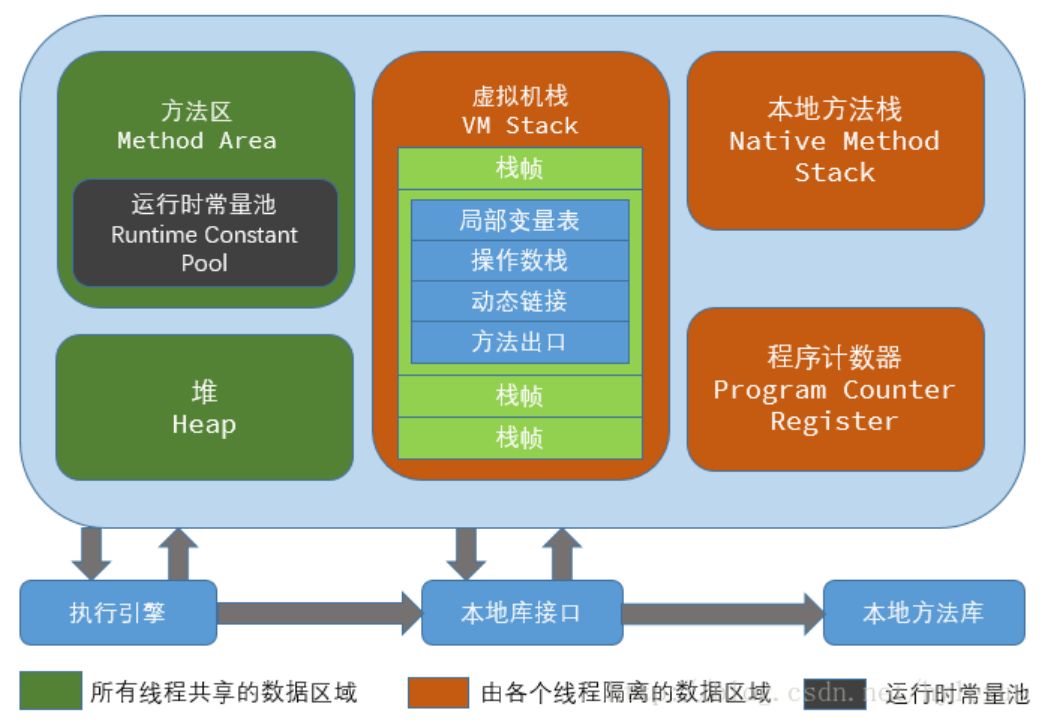 方法区
Method Area
运行时常量池
Runtime Constant
Pool
堆
Heap
虚拟机栈
VM Stack
栈帧
局部变量表
操作数栈
动态链接
方法出口
栈帧
栈帧
本地方法栈
Native Method
Stack
程序计数器
Program Counter
Register
执行引擎
本地库接口
本地方法库
所有线程共享的数据区域
由各个线程隔离的数据区域
运行时常量池